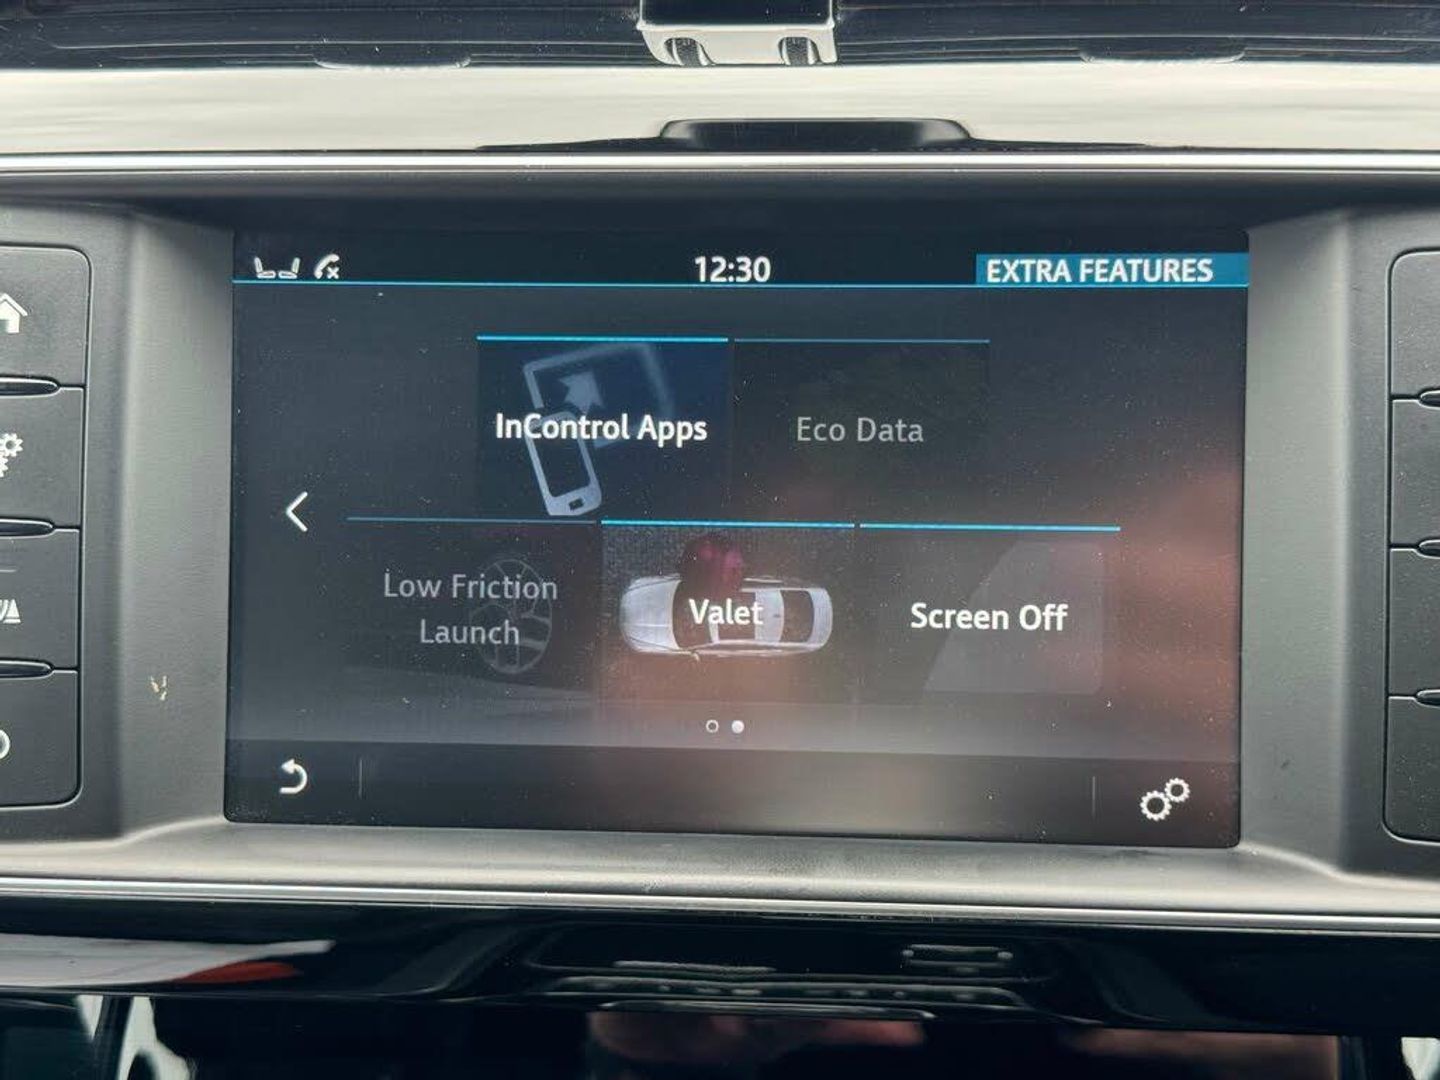 12:30
EXTRA FEATURES
InControl Apps
Eco Data
Low Friction
Launch
Valet
Screen Off